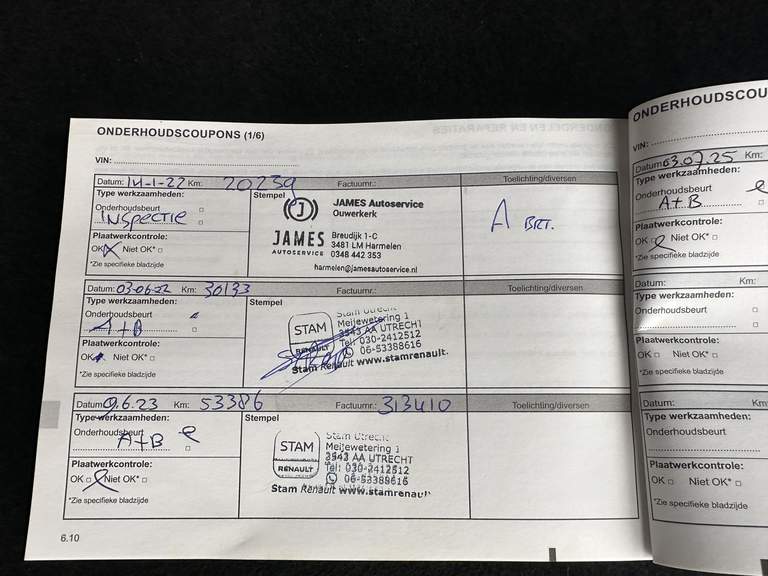 ONDERHOUDSCOUPONS (1/6)
VIN:
Datum: 14-1-22 Km: 20239 Factuurnr.: Toelichting/diversen
Type werkzaamheden: Stempel
Onderhoudsbeurt
INSPECTIE
Plaatwerkcontrole:
OK Niet OK*
*Zie specifieke bladzijde
J
JAMES
AUTOSERVICE
JAMES Autoservice
Ouwerkerk
Breudijk 1-C
3481 LM Harmelen
0348 442 353
harmelen@jamesautoservice.nl
A BRT.
Datum: 03-06-22 Km: 30133 Factuurnr.: Toelichting/diversen
Type werkzaamheden: Stempel
Onderhoudsbeurt
A+B
Plaatwerkcontrole:
OK Niet OK*
*Zie specifieke bladzijde
STAM
RENAULT
Stam Utrecht
Meijewetering 1
3543 AA UTRECHT
Tel: 030-2412512
06-53388616
Stam Renault www.stamrenault.
Datum: 9.6.23 Km: 53386 Factuurnr.: 313410 Toelichting/diversen
Type werkzaamheden: Stempel
Onderhoudsbeurt
A+B
Plaatwerkcontrole:
OK Niet OK*
*Zie specifieke bladzijde
STAM
RENAULT
Stam Utrecht
Meijewetering 1
3543 AA UTRECHT
Tel: 030-2412512
06-53388616
Stam Renault www.stamrenault
6.10
ONDERHOUDSCOU
VIN:
Datum: 03.07.25 Km:
Type werkzaamheden:
Onderhoudsbeurt
A+B
Plaatwerkcontrole:
OK Niet OK*
*Zie specifieke bladzijde
Datum: Km:
Type werkzaamheden:
Onderhoudsbeurt
Plaatwerkcontrole:
OK Niet OK*
*Zie specifieke bladzijde
Datum: Km:
Type werkzaamheden:
Onderhoudsbeurt
Plaatwerkcontrole:
OK Niet OK*
*Zie specifieke bladzijde